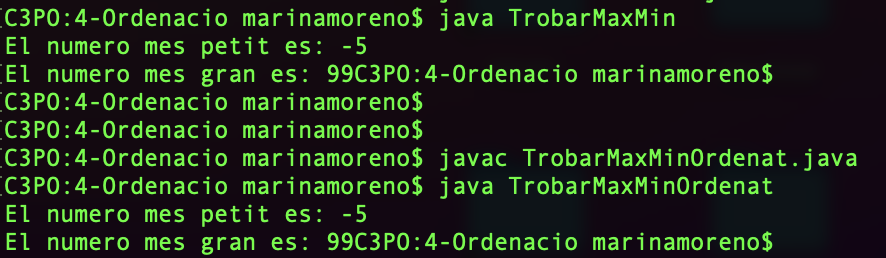 [C3PO:4-Ordenacio marinamoreno$ java TrobarMaxMin
El numero mes petit es: -5
[El numero mes gran es: 99C3PO:4-Ordenacio marinamoreno$
[C3PO:4-Ordenacio marinamoreno$
[C3PO:4-Ordenacio marinamoreno$
[C3PO:4-Ordenacio marinamoreno$ javac TrobarMaxMinOrdenat.java
[C3PO:4-Ordenacio marinamoreno$ java TrobarMaxMinOrdenat
El numero mes petit es: -5
El numero mes gran es: 99C3PO:4-Ordenacio marinamoreno$